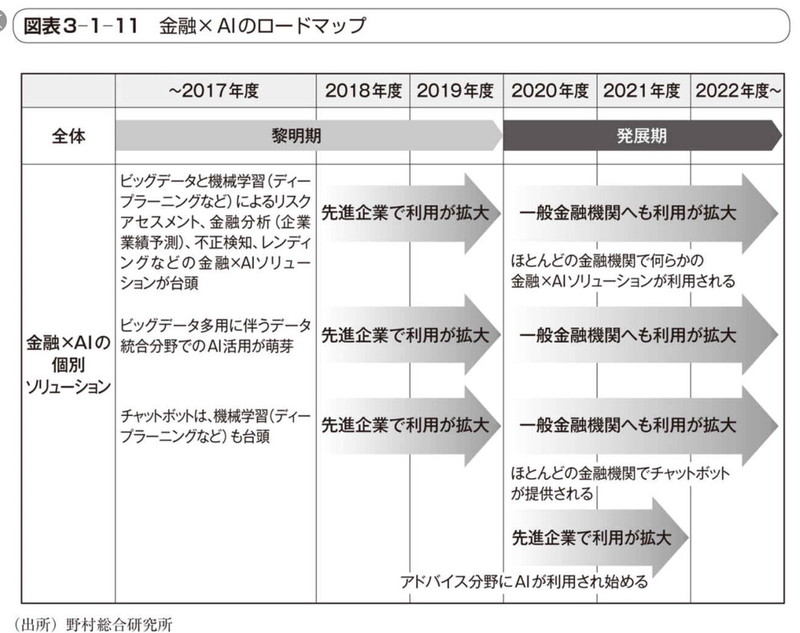 図表3-1-11 金融×AIのロードマップ
～2017年度 2018年度 2019年度 2020年度 2021年度 2022年度～
全体 黎明期 発展期
金融×AIの
個別
ソリューション
ビッグデータと機械学習(ディー
プラーニングなど)によるリスク
アセスメント、金融分析(企業
業績予測)、不正検知、レンディ
ングなどの金融×AIソリュー
ションが台頭
先進企業で利用が拡大
一般金融機関へも利用が拡大
ほとんどの金融機関で何らかの
金融×AIソリューションが利用される
ビッグデータ多用に伴うデータ
統合分野でのAI活用が萌芽
先進企業で利用が拡大
一般金融機関へも利用が拡大
チャットボットは、機械学習(ディー
プラーニングなど)も台頭
先進企業で利用が拡大
一般金融機関へも利用が拡大
ほとんどの金融機関でチャットボット
が提供される
先進企業で利用が拡大
アドバイス分野にAIが利用され始める
(出所)野村総合研究所